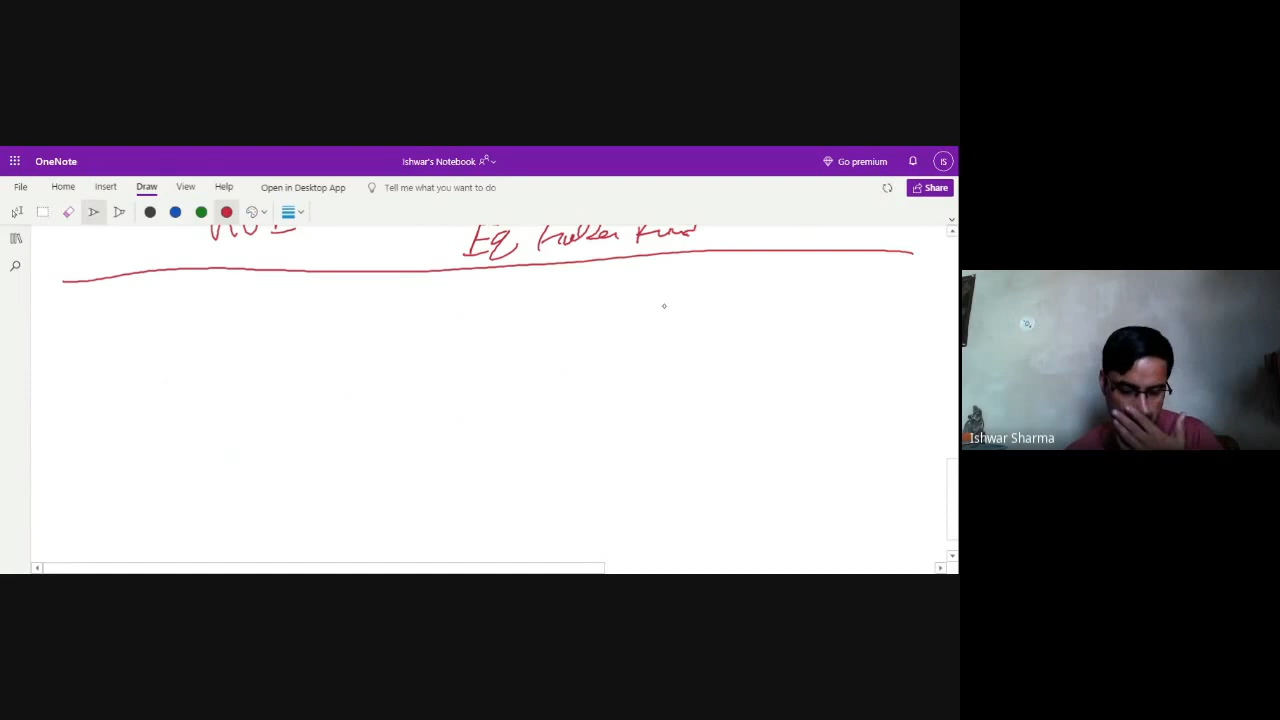 OneNote
Ishwar's Notebook
Go premium
IS
File Home Insert Draw View Help Open in Desktop App Tell me what you want to do
Share
Eq
Ishwar Sharma